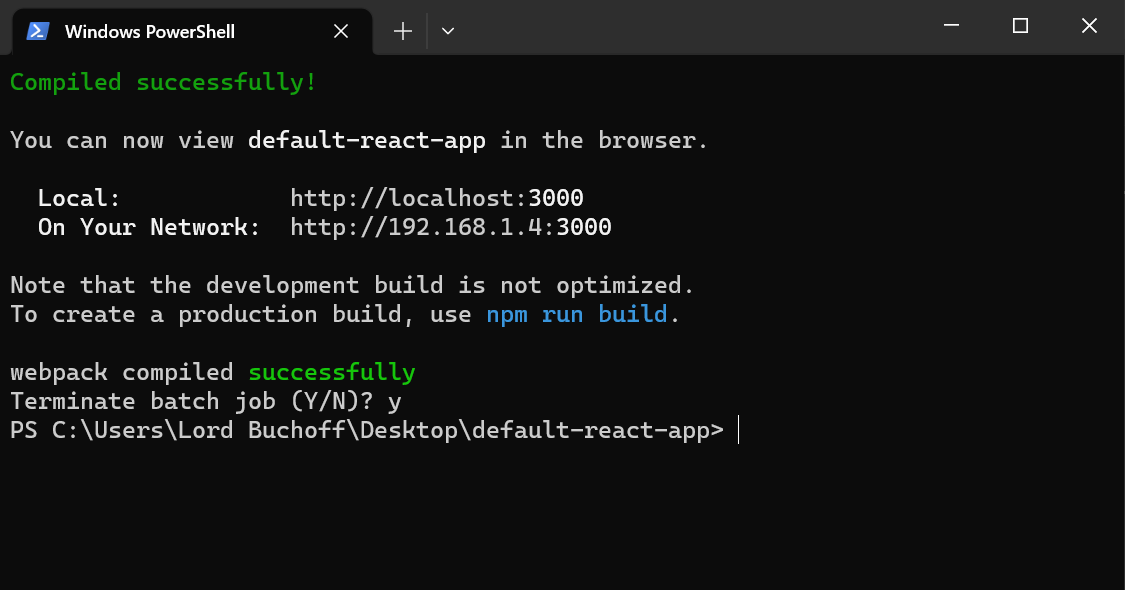 Windows PowerShell
Compiled successfully!
You can now view default-react-app in the browser.
Local: http://localhost:3000
On Your Network: http://192.168.1.4:3000
Note that the development build is not optimized.
To create a production build, use npm run build.
webpack compiled successfully
Terminate batch job (Y/N)? y
PS C:\Users\Lord Buchoff\Desktop\default-react-app>